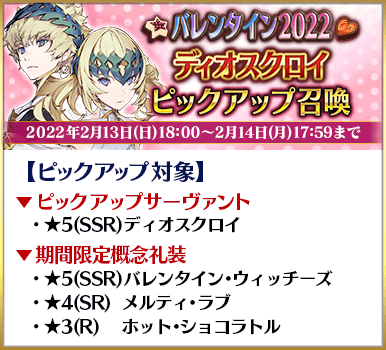 バレンタイン2022
ディオスクロイ
ピックアップ召喚
2022年2月13日(日)18:00～2月14日(月)17:59まで
【ピックアップ対象】
▼ピックアップサーヴァント
・★5(SSR)ディオスクロイ
▼期間限定概念礼装
・★5(SSR)バレンタイン・ウィッチーズ
・★4(SR) メルティ・ラブ
・★3(R) ホット・ショコラトル